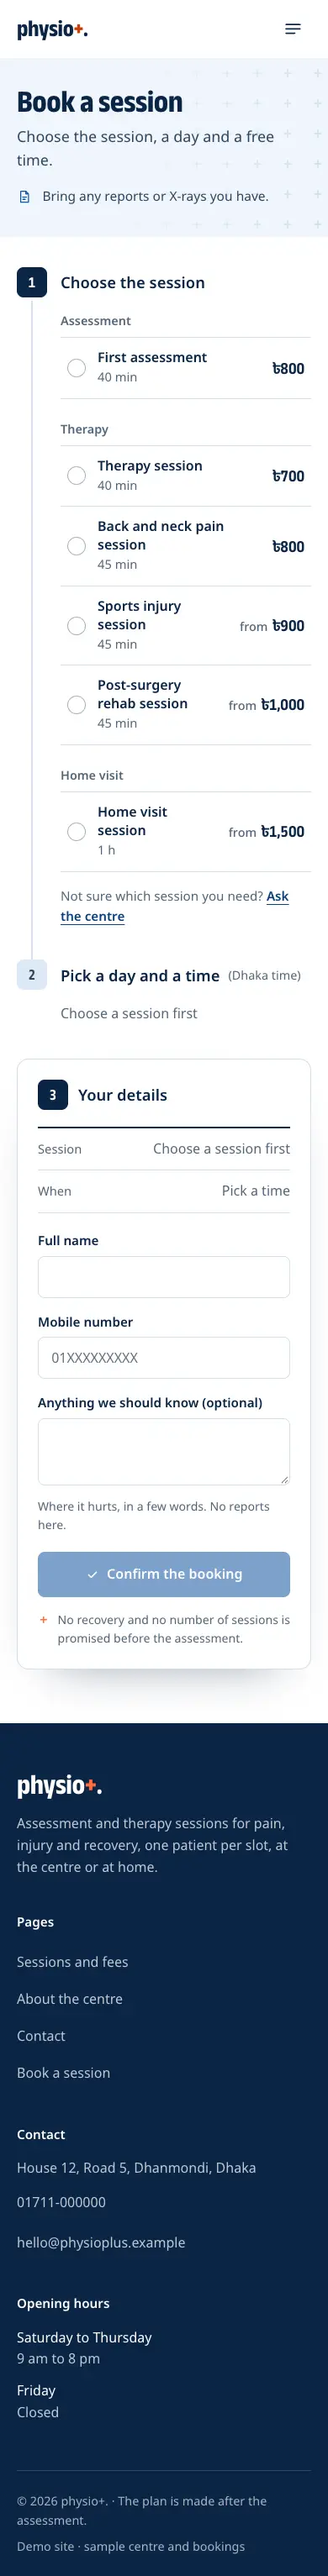 physio+.
Book a session
Choose the session, a day and a free
time.
Bring any reports or X-rays you have.
1 Choose the session
Assessment
First assessment
40 min
৳800
Therapy
Therapy session
40 min
৳700
Back and neck pain
session
45 min
৳800
Sports injury
session
45 min
from ৳900
Post-surgery
rehab session
45 min
from ৳1,000
Home visit
Home visit
session
1 h
from ৳1,500
Not sure which session you need? Ask
the centre
2 Pick a day and a time (Dhaka time)
Choose a session first
3 Your details
Session Choose a session first
When Pick a time
Full name
Mobile number
01XXXXXXXXX
Anything we should know (optional)
Where it hurts, in a few words. No reports
here.
Confirm the booking
+ No recovery and no number of sessions is
promised before the assessment.
physio+.
Assessment and therapy sessions for pain,
injury and recovery, one patient per slot, at
the centre or at home.
Pages
Sessions and fees
About the centre
Contact
Book a session
Contact
House 12, Road 5, Dhanmondi, Dhaka
01711-000000
hello@physioplus.example
Opening hours
Saturday to Thursday
9 am to 8 pm
Friday
Closed
© 2026 physio+. · The plan is made after the
assessment.
Demo site · sample centre and bookings